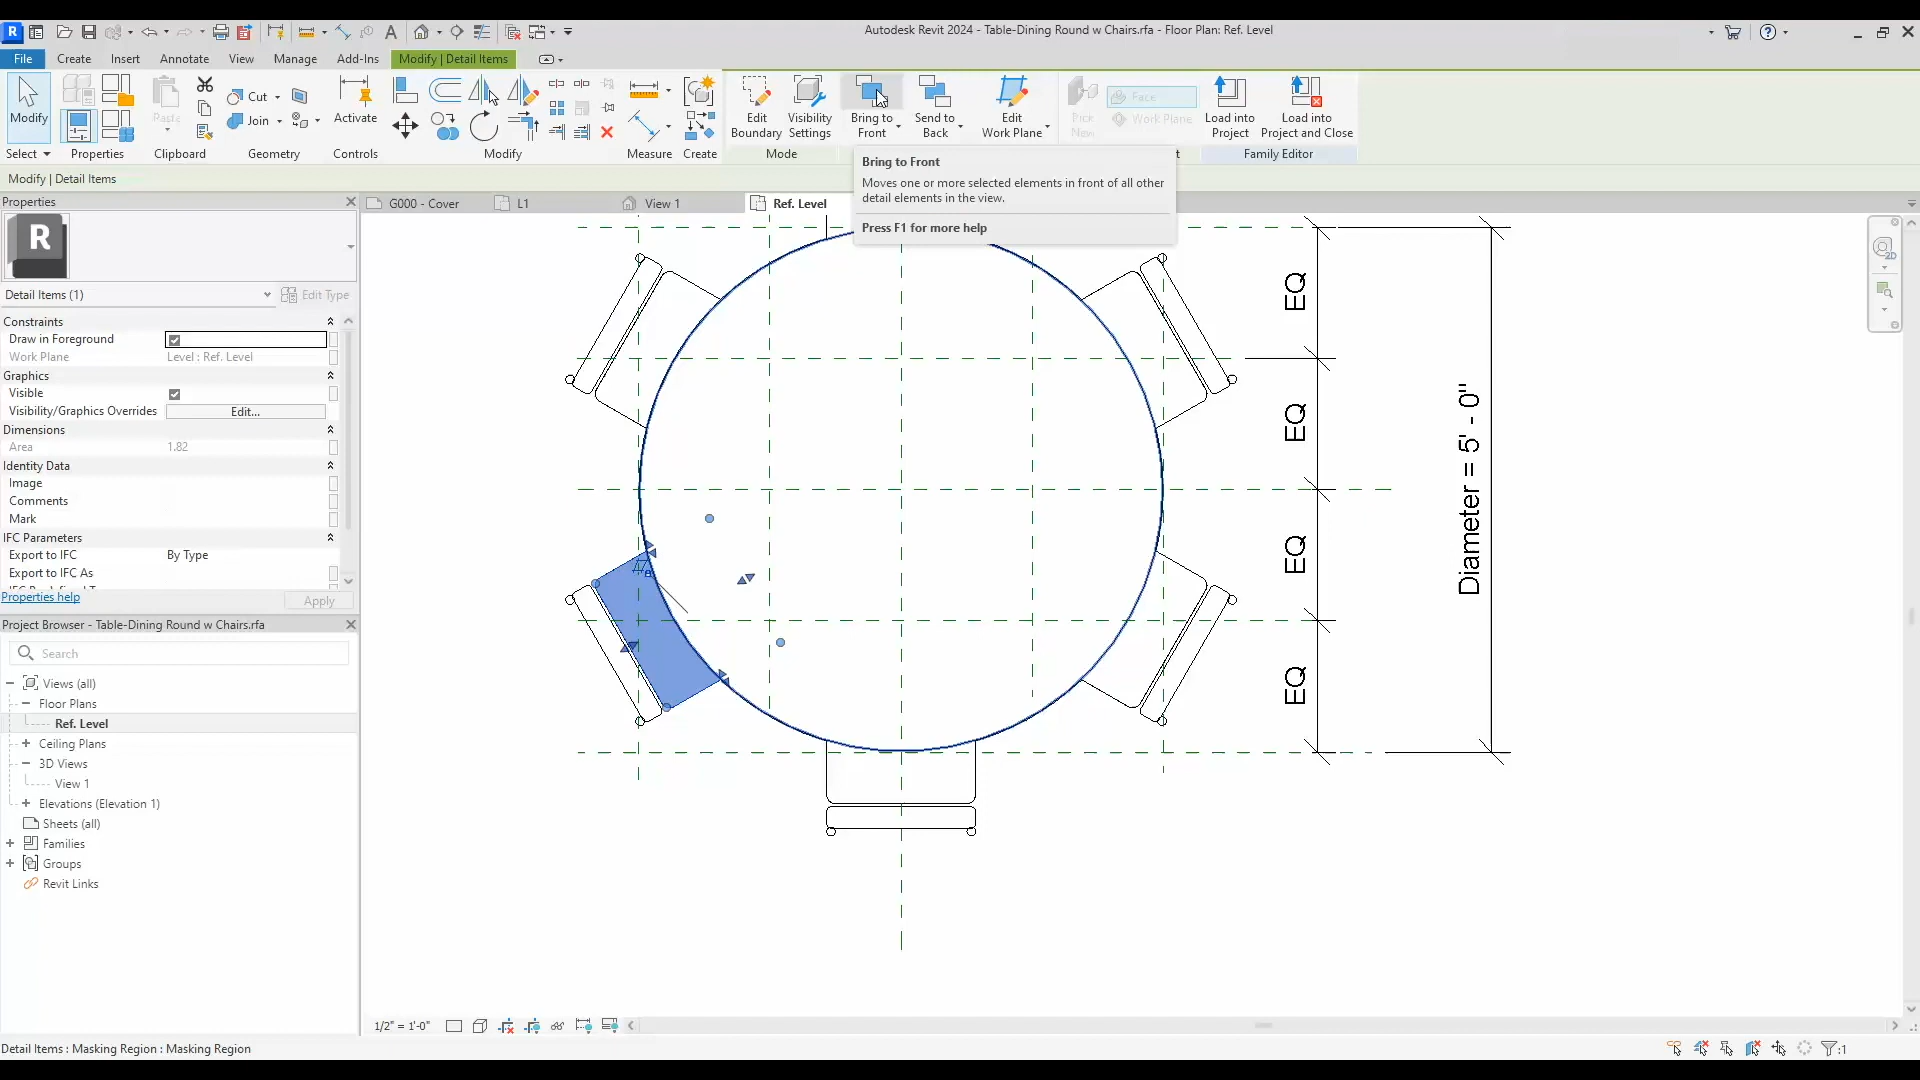 Autodesk Revit 2024 - Table-Dining Round w Chairs.rfa - Floor Plan: Ref. Level
File Create Insert Annotate View Manage Add-Ins Modify | Detail Items
Modify
Paste
Cut
Join
Activate
Edit Boundary
Visibility Settings
Bring to Front
Send to Back
Edit Work Plane
Pick New
Face
Work Plane
Load into Project
Load into Project and Close
Select Properties Clipboard Geometry Controls Modify Measure Create Mode t Family Editor
Modify | Detail Items
Bring to Front
Moves one or more selected elements in front of all other
detail elements in the view.
Press F1 for more help
Properties
G000 - Cover L1 View 1 Ref. Level
R
Detail Items (1) Edit Type
Constraints
Draw in Foreground
Work Plane Level : Ref. Level
Graphics
Visible
Visibility/Graphics Overrides Edit...
Dimensions
Area 1.82
Identity Data
Image
Comments
Mark
IFC Parameters
Export to IFC By Type
Export to IFC As
Properties help Apply
Project Browser - Table-Dining Round w Chairs.rfa
Search
Views (all)
Floor Plans
Ref. Level
Ceiling Plans
3D Views
View 1
Elevations (Elevation 1)
Sheets (all)
Families
Groups
Revit Links
EQ
EQ
EQ
EQ
Diameter = 5' - 0"
2D
1/2" = 1'-0"
Detail Items : Masking Region : Masking Region
:1